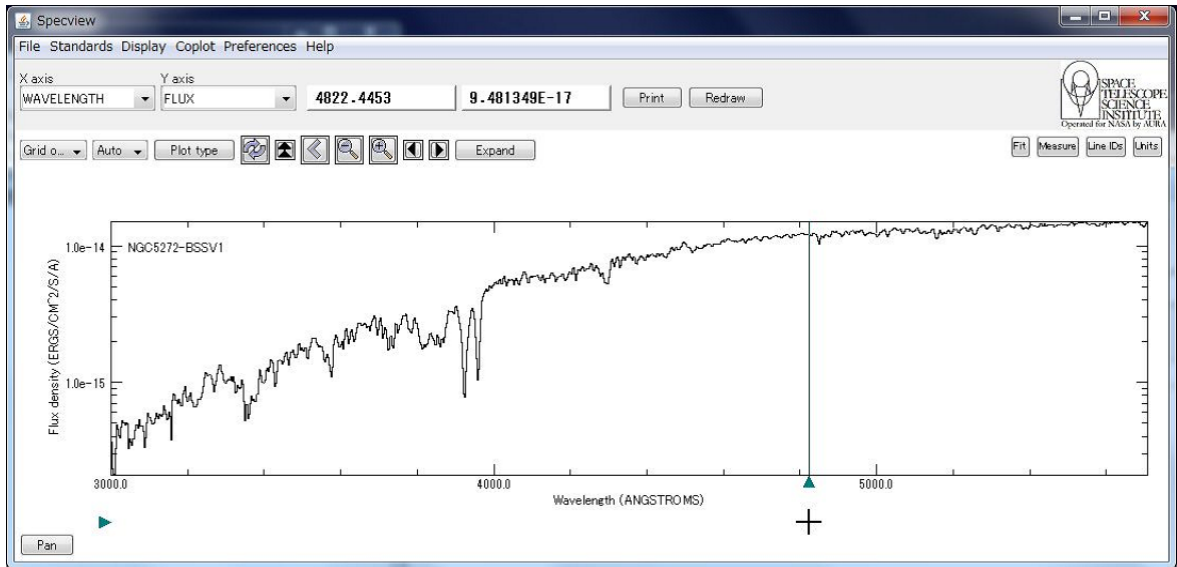 Specview
File Standards Display Coplot Preferences Help
X axis
Y axis
WAVELENGTH
FLUX
4822.4453
9.481349E-17
Print
Redraw
SPACE
TELESCOPE
SCIENCE
INSTITUTE
Operated for NASA by AURA
Grid o...
Auto
Plot type
Expand
Fit
Measure
Line IDs
Units
NGC5272-BSSV1
1.0e-14
1.0e-15
Flux density (ERGS/CM^2/S/A)
3000.0
4000.0
5000.0
Wavelength (ANGSTROMS)
Pan